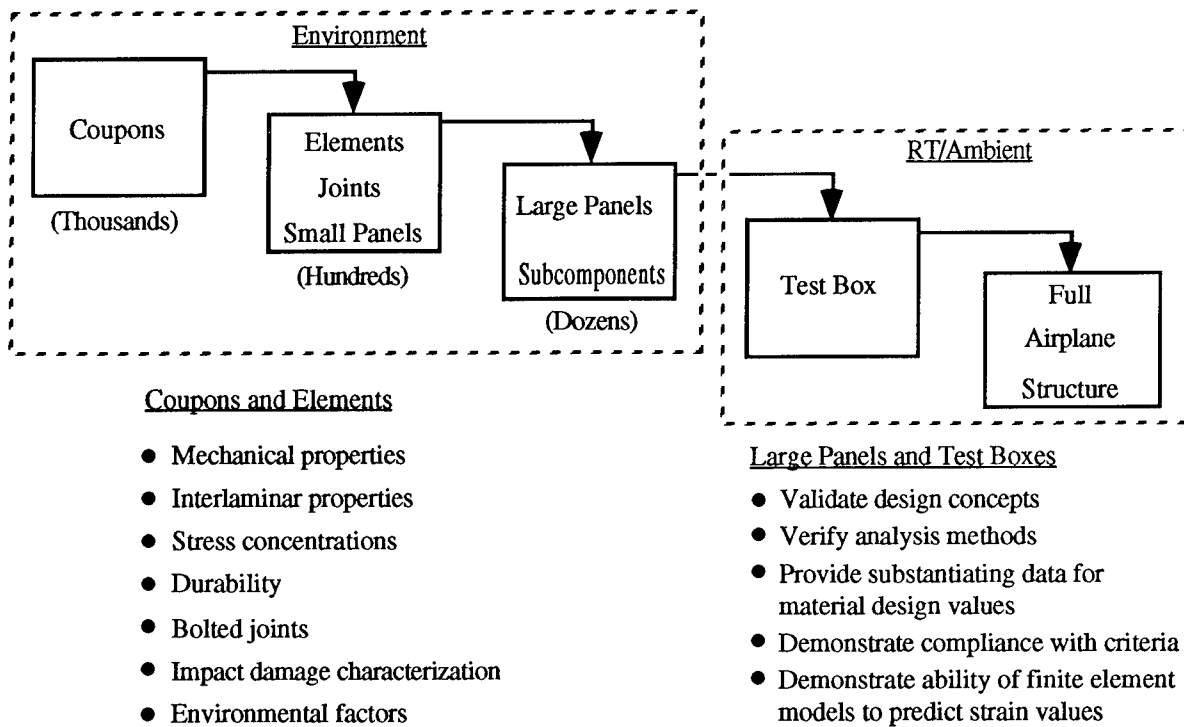 Environment
Coupons
(Thousands)
Elements
Joints
Small Panels
(Hundreds)
Large Panels
Subcomponents
(Dozens)
RT/Ambient
Test Box
Full
Airplane
Structure
Coupons and Elements
● Mechanical properties
● Interlaminar properties
● Stress concentrations
● Durability
● Bolted joints
● Impact damage characterization
● Environmental factors
Large Panels and Test Boxes
● Validate design concepts
● Verify analysis methods
● Provide substantiating data for
material design values
● Demonstrate compliance with criteria
● Demonstrate ability of finite element
models to predict strain values